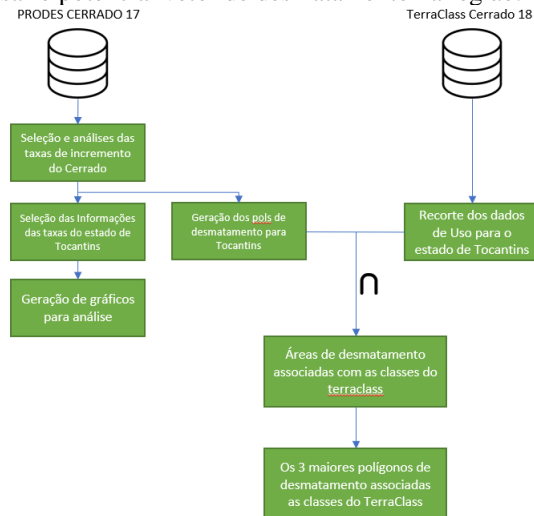 PRODES CERRADO 17
TerraClass Cerrado 18
Seleção e análises das
taxas de incremento
do Cerrado
Seleção das Informações
das taxas do estado de
Tocantins
Geração dos pols de
desmatamento para
Tocantins
Recorte dos dados
de Uso para o
estado de Tocantins
Geração de gráficos
para análise
∩
Áreas de desmatamento
associadas com as classes do
terraclass
Os 3 maiores polígonos de
desmatamento associadas
as classes do TerraClass